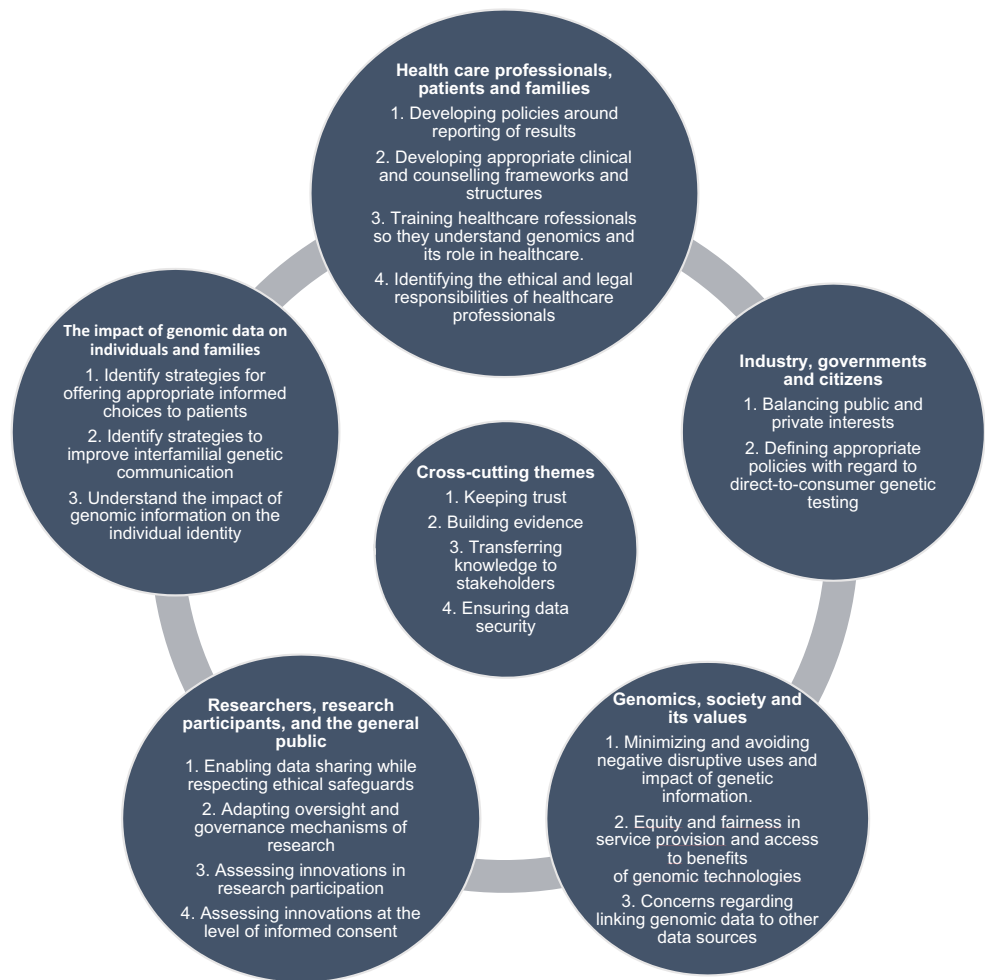 Health care professionals,
patients and families
1. Developing policies around
reporting of results
2. Developing appropriate clinical
and counselling frameworks and
structures
3. Training healthcare rofessionals
so they understand genomics and
its role in healthcare.
4. Identifying the ethical and legal
responsibilities of healthcare
professionals
Industry, governments
and citizens
1. Balancing public and
private interests
2. Defining appropriate
policies with regard to
direct-to-consumer genetic
testing
Genomics, society and
its values
1. Minimizing and avoiding
negative disruptive uses and
impact of genetic
information.
2. Equity and fairness in
service provision and access
to benefits
of genomic technologies
3. Concerns regarding
linking genomic data to other
data sources
Researchers, research
participants, and the general
public
1. Enabling data sharing while
respecting ethical safeguards
2. Adapting oversight and
governance mechanisms of
research
3. Assessing innovations in
research participation
4. Assessing innovations at the
level of informed consent
The impact of genomic data on
individuals and families
1. Identify strategies for
offering appropriate informed
choices to patients
2. Identify strategies to
improve interfamilial genetic
communication
3. Understand the impact of
genomic information on the
individual identity
Cross-cutting themes
1. Keeping trust
2. Building evidence
3. Transferring
knowledge to
stakeholders
4. Ensuring data
security